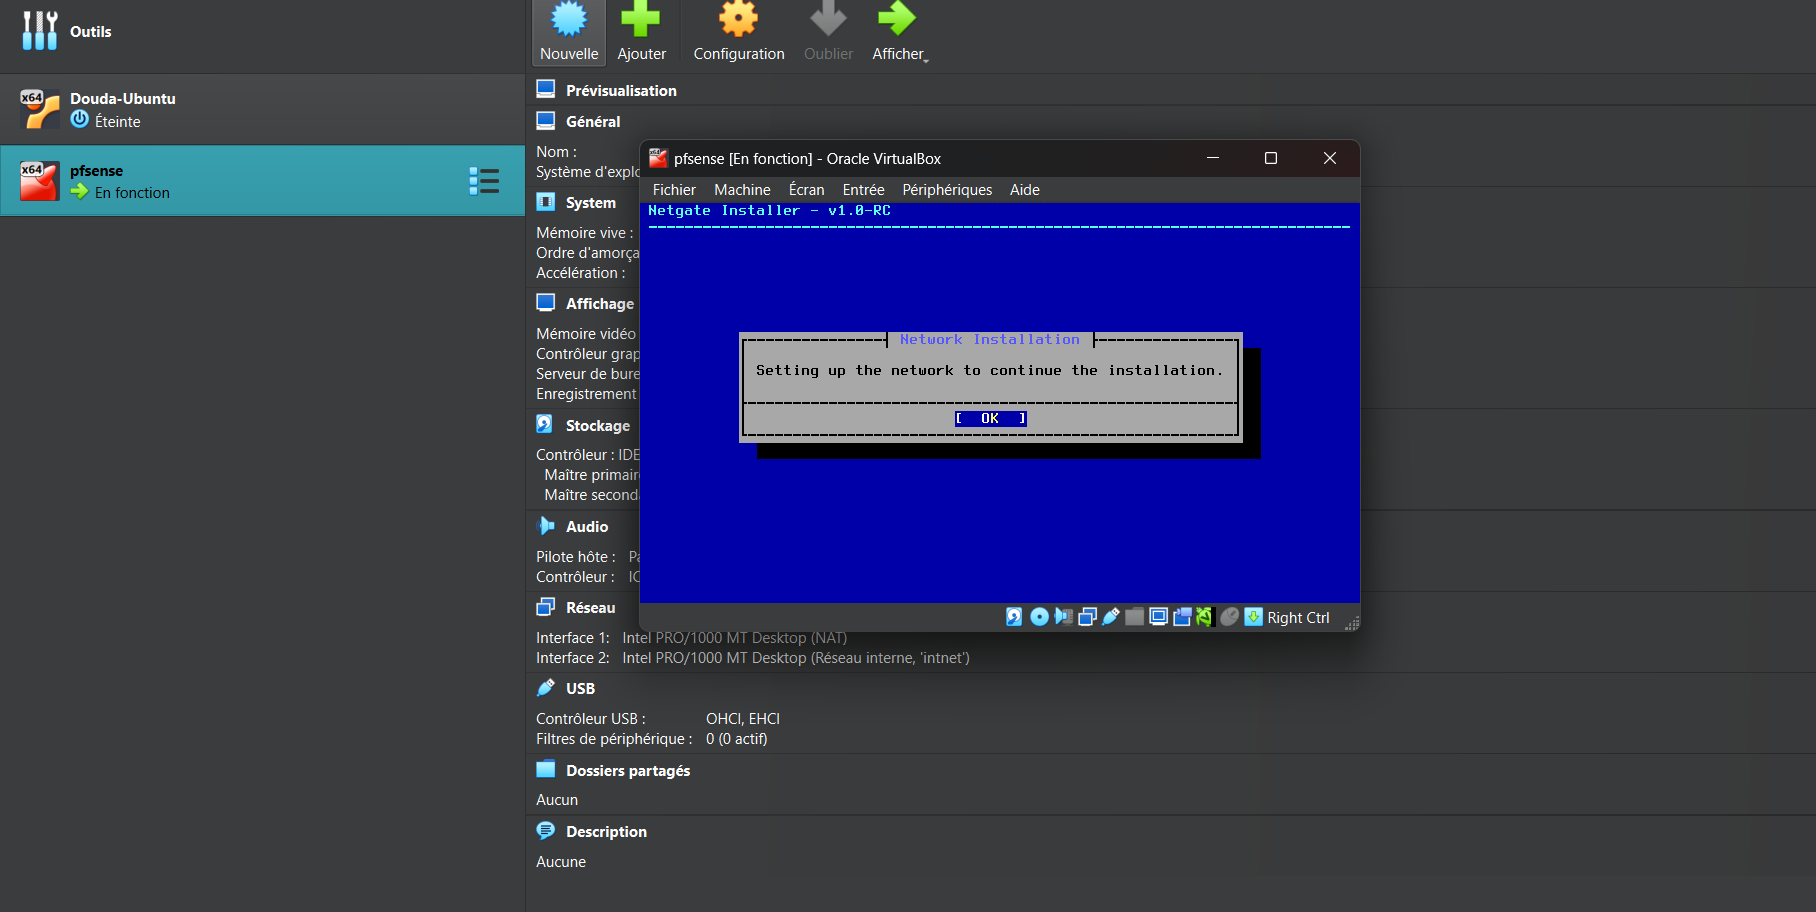 Outils
Nouvelle
Ajouter
Configuration
Oublier
Afficher
x64
Douda-Ubuntu
Éteinte
x64
pfsense
En fonction
Prévisualisation
Général
Nom :
Système d'explo
System
Mémoire vive :
Ordre d'amorça
Accélération :
Affichage
Mémoire vidéo
Contrôleur grap
Serveur de bure
Enregistrement
Stockage
Contrôleur : IDE
Maître primair
Maître second
Audio
Pilote hôte : Pa
Contrôleur : IC
Réseau
Interface 1: Intel PRO/1000 MT Desktop (NAT)
Interface 2: Intel PRO/1000 MT Desktop (Réseau interne, 'intnet')
USB
Contrôleur USB : OHCI, EHCI
Filtres de périphérique : 0 (0 actif)
Dossiers partagés
Aucun
Description
Aucune
x64
pfsense [En fonction] - Oracle VirtualBox
Fichier Machine Écran Entrée Périphériques Aide
Netgate Installer - v1.0-RC
Network Installation
Setting up the network to continue the installation.
[ OK ]
Right Ctrl